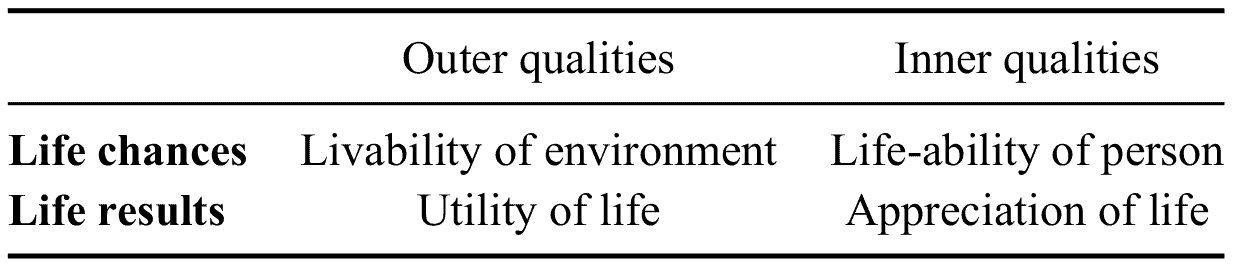 Outer qualities Inner qualities
Life chances Livability of environment Life-ability of person
Life results Utility of life Appreciation of life